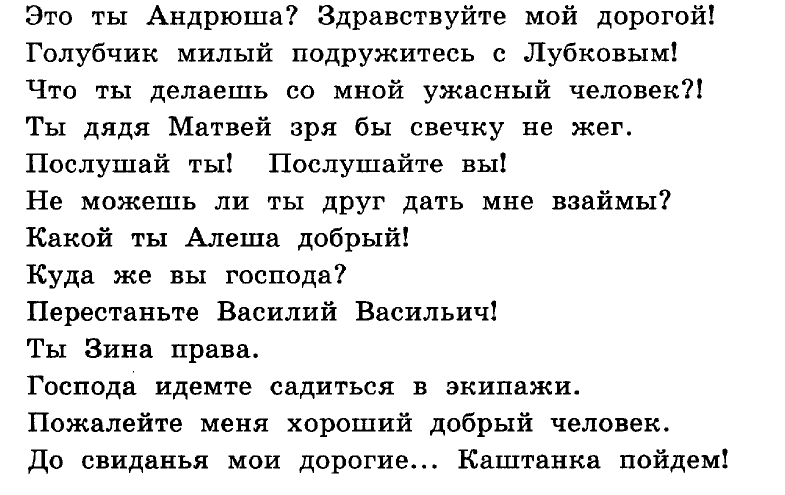 Это ты Андрюша? Здравствуйте мой дорогой!
Голубчик милый подружитесь с Лубковым!
Что ты делаешь со мной ужасный человек?!
Ты дядя Матвей зря бы свечку не жег.
Послушай ты! Послушайте вы!
Не можешь ли ты друг дать мне взаймы?
Какой ты Алеша добрый!
Куда же вы господа?
Перестаньте Василий Васильич!
Ты Зина права.
Господа идемте садиться в экипажи.
Пожалейте меня хороший добрый человек.
До свиданья мои дорогие... Каштанка пойдем!